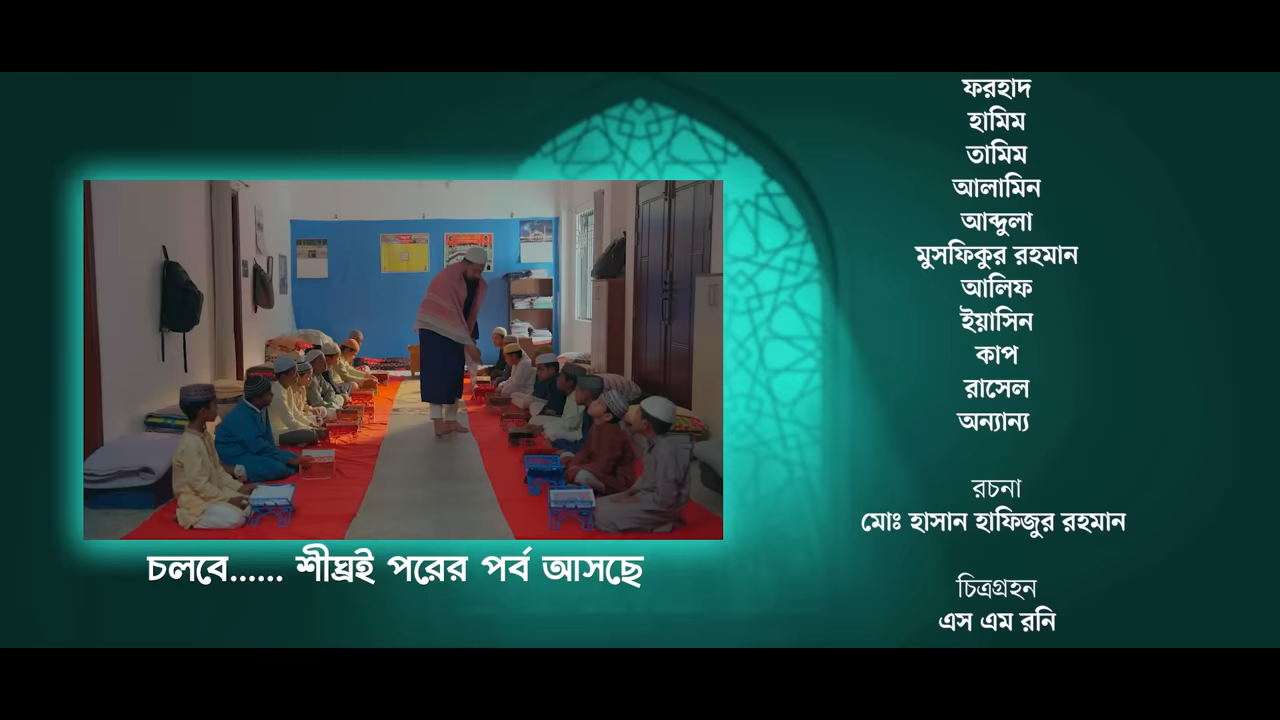 ফরহাদ
হামিম
তামিম
আলামিন
আব্দুলা
মুসফিকুর রহমান
আলিফ
ইয়াসিন
কাপ
রাসেল
অন্যান্য
রচনা
মোঃ হাসান হাফিজুর রহমান
চিত্রগ্রহন
এস এম রনি
চলবে...... শীঘ্রই পরের পর্ব আসছে